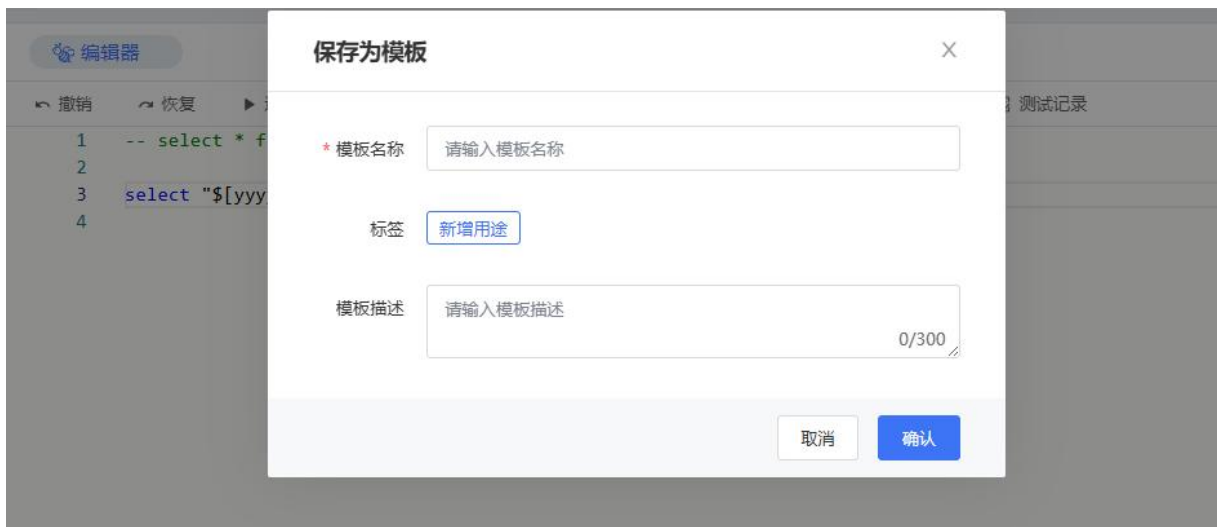 编辑器
保存为模板
撤销 恢复 测试记录
1 -- select * f
2
3 select "$[yyy
4
* 模板名称 请输入模板名称
标签 新增用途
模板描述 请输入模板描述
0/300
取消 确认